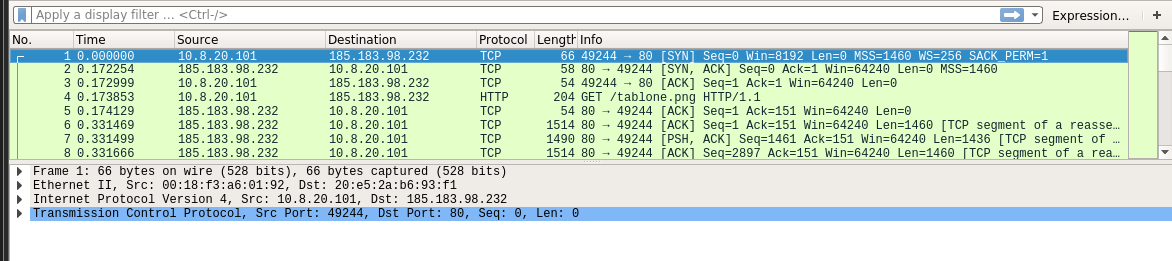 Apply a display filter … <Ctrl-/> Expression… +
No. Time Source Destination Protocol Length Info
1 0.000000 10.8.20.101 185.183.98.232 TCP 66 49244 → 80 [SYN] Seq=0 Win=8192 Len=0 MSS=1460 WS=256 SACK_PERM=1
2 0.172254 185.183.98.232 10.8.20.101 TCP 58 80 → 49244 [SYN, ACK] Seq=0 Ack=1 Win=64240 Len=0 MSS=1460
3 0.172999 10.8.20.101 185.183.98.232 TCP 54 49244 → 80 [ACK] Seq=1 Ack=1 Win=64240 Len=0
4 0.173853 10.8.20.101 185.183.98.232 HTTP 204 GET /tablone.png HTTP/1.1
5 0.174129 185.183.98.232 10.8.20.101 TCP 54 80 → 49244 [ACK] Seq=1 Ack=151 Win=64240 Len=0
6 0.331469 185.183.98.232 10.8.20.101 TCP 1514 80 → 49244 [ACK] Seq=1 Ack=151 Win=64240 Len=1460 [TCP segment of a reasse…
7 0.331499 185.183.98.232 10.8.20.101 TCP 1490 80 → 49244 [PSH, ACK] Seq=1461 Ack=151 Win=64240 Len=1436 [TCP segment of …
8 0.331666 185.183.98.232 10.8.20.101 TCP 1514 80 → 49244 [ACK] Seq=2897 Ack=151 Win=64240 Len=1460 [TCP segment of a rea…
Frame 1: 66 bytes on wire (528 bits), 66 bytes captured (528 bits)
Ethernet II, Src: 00:18:f3:a6:01:92, Dst: 20:e5:2a:b6:93:f1
Internet Protocol Version 4, Src: 10.8.20.101, Dst: 185.183.98.232
Transmission Control Protocol, Src Port: 49244, Dst Port: 80, Seq: 0, Len: 0